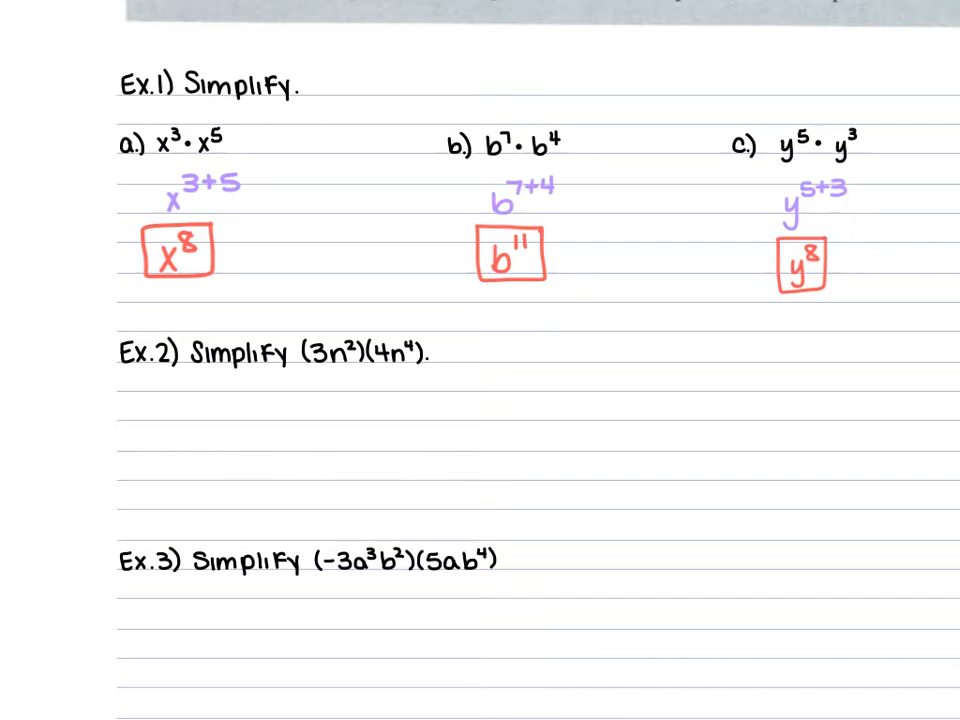 Ex.1) Simplify.
a.) x³·x⁵ b.) b⁷·b⁴ c.) y⁵·y³
x³⁺⁵ b⁷⁺⁴ y⁵⁺³
x⁸ b¹¹ y⁸
Ex.2) Simplify (3n²)(4n⁴).
Ex.3) Simplify (-3a³b²)(5ab⁴)